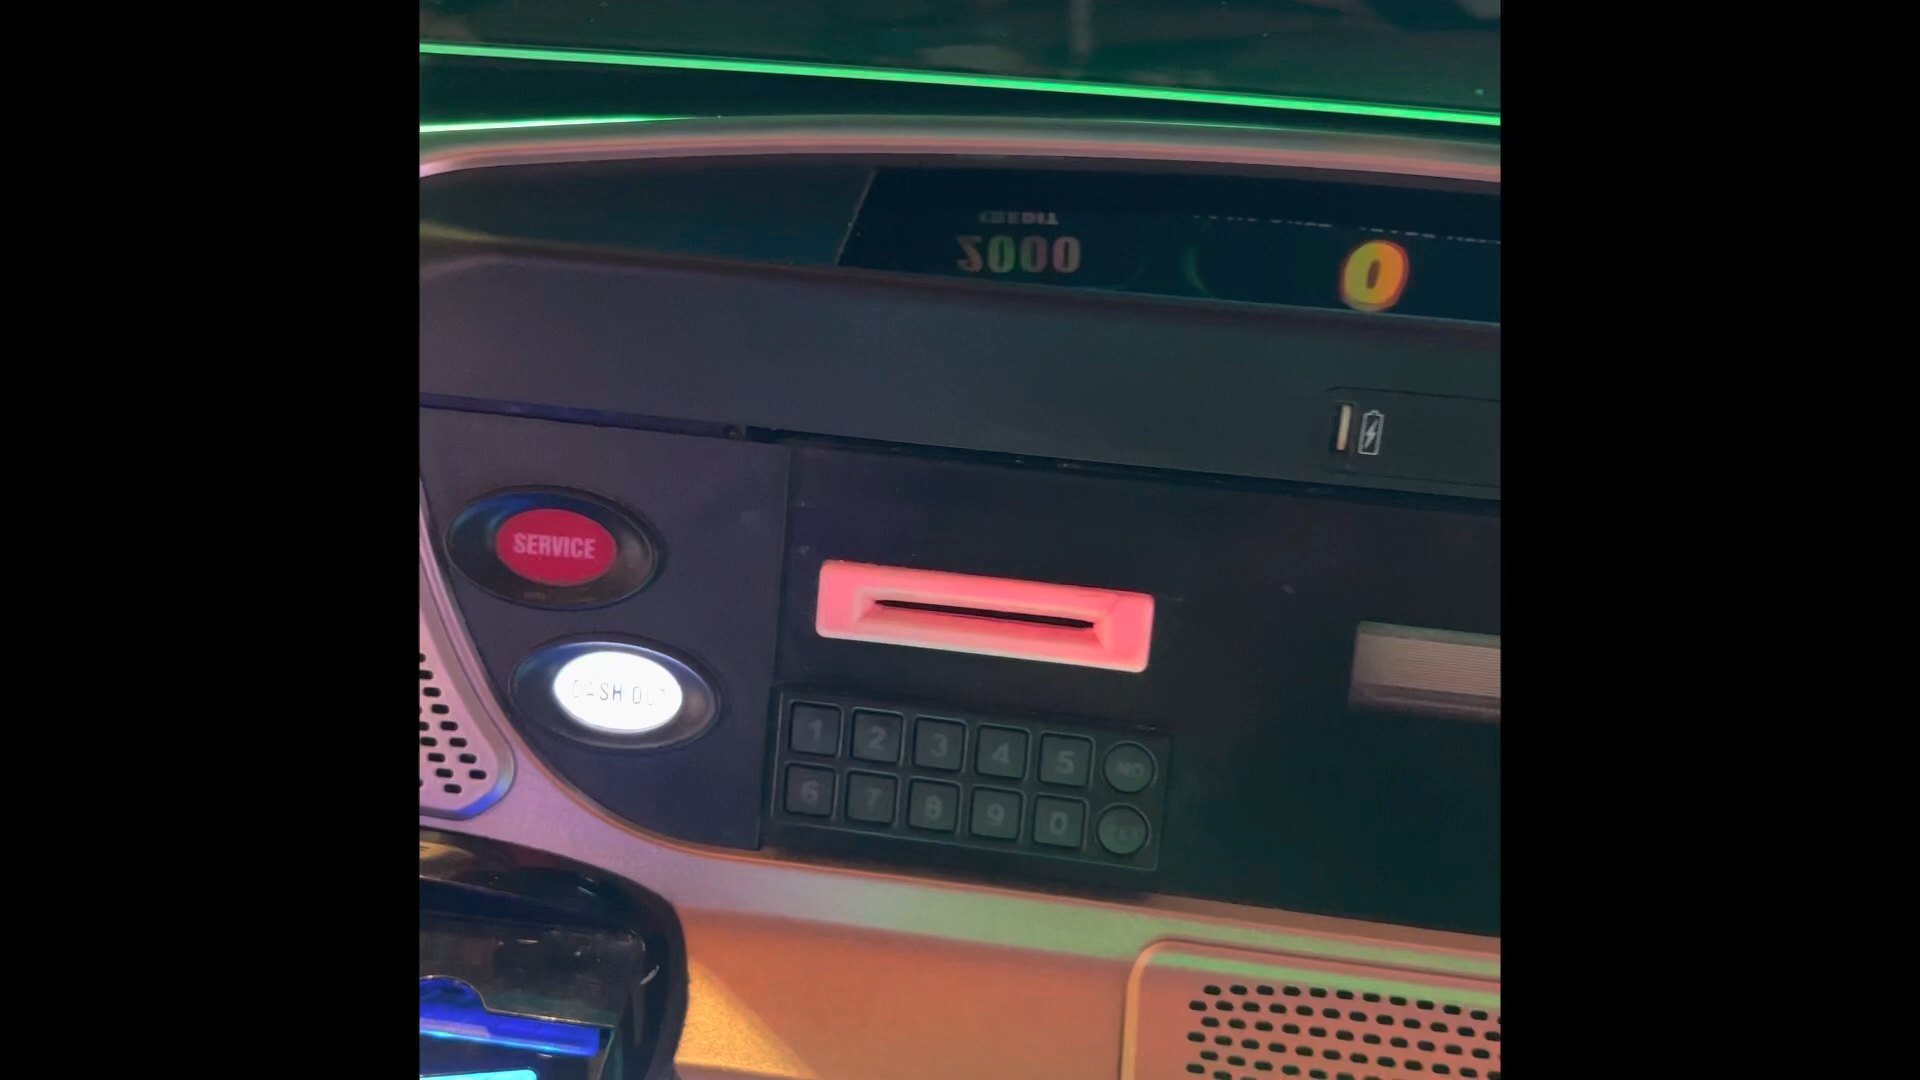 CREDIT
2000
0
SERVICE
CASH OUT
1 2 3 4 5 NO
6 7 8 9 0 YES